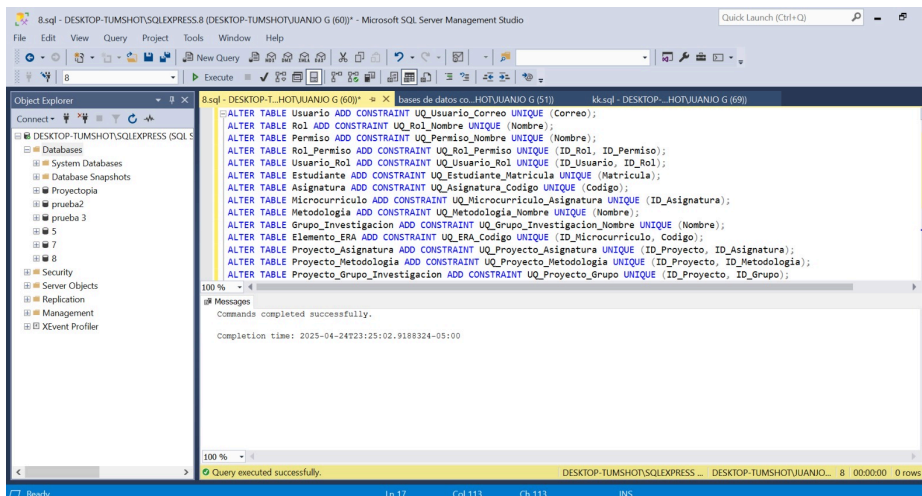 8.sql - DESKTOP-TUMSHOT\SQLEXPRESS.8 (DESKTOP-TUMSHOT\JUANJO G (60))* - Microsoft SQL Server Management Studio
Quick Launch (Ctrl+Q)
File Edit View Query Project Tools Window Help
New Query
8
Execute
Object Explorer
8.sql - DESKTOP-T...HOT\JUANJO G (60))*
bases de datos co...HOT\JUANJO G (51))
kk.sql - DESKTOP-...HOT\JUANJO G (69))
Connect
DESKTOP-TUMSHOT\SQLEXPRESS (SQL S
Databases
System Databases
Database Snapshots
Proyectopia
prueba2
prueba 3
5
7
8
Security
Server Objects
Replication
Management
XEvent Profiler
ALTER TABLE Usuario ADD CONSTRAINT UQ_Usuario_Correo UNIQUE (Correo);
ALTER TABLE Rol ADD CONSTRAINT UQ_Rol_Nombre UNIQUE (Nombre);
ALTER TABLE Permiso ADD CONSTRAINT UQ_Permiso_Nombre UNIQUE (Nombre);
ALTER TABLE Rol_Permiso ADD CONSTRAINT UQ_Rol_Permiso UNIQUE (ID_Rol, ID_Permiso);
ALTER TABLE Usuario_Rol ADD CONSTRAINT UQ_Usuario_Rol UNIQUE (ID_Usuario, ID_Rol);
ALTER TABLE Estudiante ADD CONSTRAINT UQ_Estudiante_Matricula UNIQUE (Matricula);
ALTER TABLE Asignatura ADD CONSTRAINT UQ_Asignatura_Codigo UNIQUE (Codigo);
ALTER TABLE Microcurriculo ADD CONSTRAINT UQ_Microcurriculo_Asignatura UNIQUE (ID_Asignatura);
ALTER TABLE Metodologia ADD CONSTRAINT UQ_Metodologia_Nombre UNIQUE (Nombre);
ALTER TABLE Grupo_Investigacion ADD CONSTRAINT UQ_Grupo_Investigacion_Nombre UNIQUE (Nombre);
ALTER TABLE Elemento_ERA ADD CONSTRAINT UQ_ERA_Codigo UNIQUE (ID_Microcurriculo, Codigo);
ALTER TABLE Proyecto_Asignatura ADD CONSTRAINT UQ_Proyecto_Asignatura UNIQUE (ID_Proyecto, ID_Asignatura);
ALTER TABLE Proyecto_Metodologia ADD CONSTRAINT UQ_Proyecto_Metodologia UNIQUE (ID_Proyecto, ID_Metodologia);
ALTER TABLE Proyecto_Grupo_Investigacion ADD CONSTRAINT UQ_Proyecto_Grupo UNIQUE (ID_Proyecto, ID_Grupo);
100 %
Messages
Commands completed successfully.
Completion time: 2025-04-24T23:25:02.9188324-05:00
100 %
Query executed successfully.
DESKTOP-TUMSHOT\SQLEXPRESS ... DESKTOP-TUMSHOT\JUANJO... 8 00:00:00 0 rows
Ready
Ln 17 Col 113 Ch 113 INS